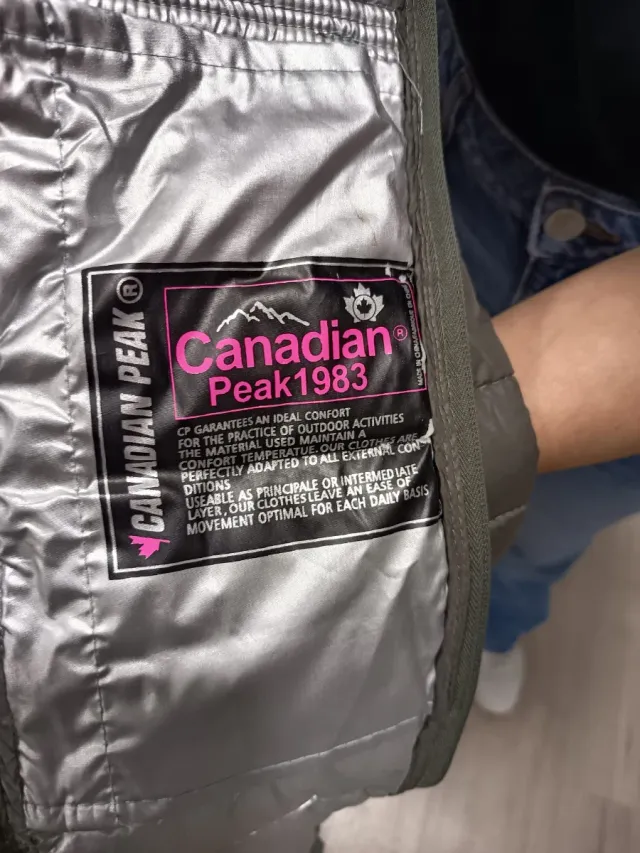 CANADIAN PEAK®
Canadian®
Peak1983
MADE IN CHINA
CP GARANTEES AN IDEAL CONFORT
FOR THE PRACTICE OF OUTDOOR ACTIVITIES
THE MATERIAL USED MAINTAIN A
CONFORT TEMPERATUE.OUR CLOTHES ARE
PERFECTLY ADAPTED TO ALL EXTERNAL CON-
DITIONS
USEABLE AS PRINCIPALE OR INTERMEDIATE
LAYER, OUR CLOTHES LEAVE AN EASE OF
MOVEMENT OPTIMAL FOR EACH DAILY BASIS